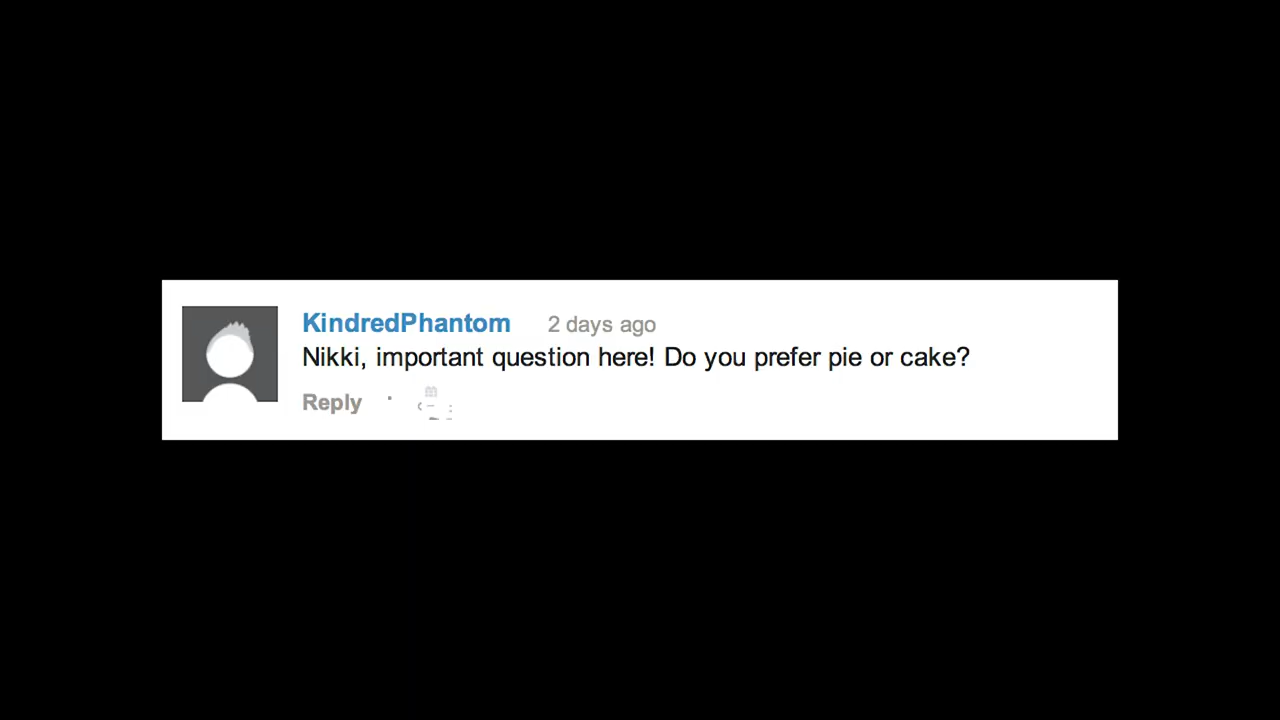 KindredPhantom 2 days ago
Nikki, important question here! Do you prefer pie or cake?
Reply ·